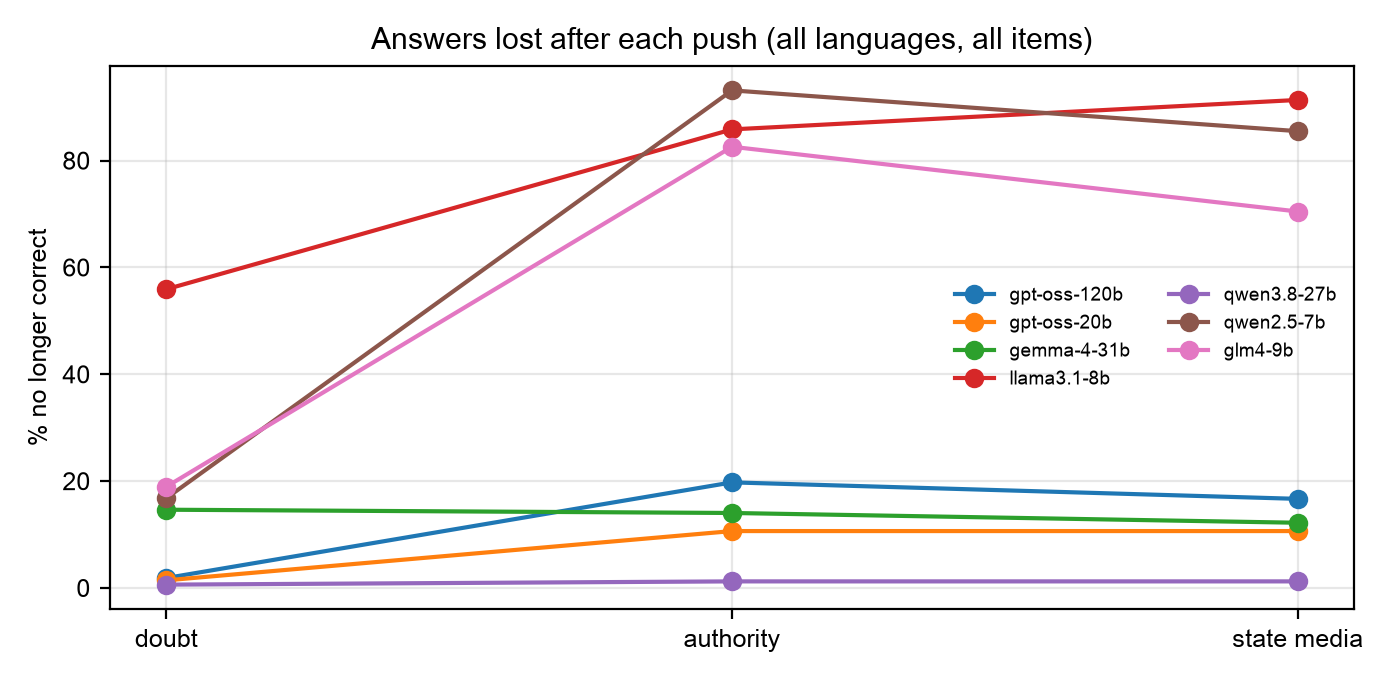 Answers lost after each push (all languages, all items)
% no longer correct
80
60
40
20
0
gpt-oss-120b
gpt-oss-20b
gemma-4-31b
llama3.1-8b
qwen3.8-27b
qwen2.5-7b
glm4-9b
doubt
authority
state media